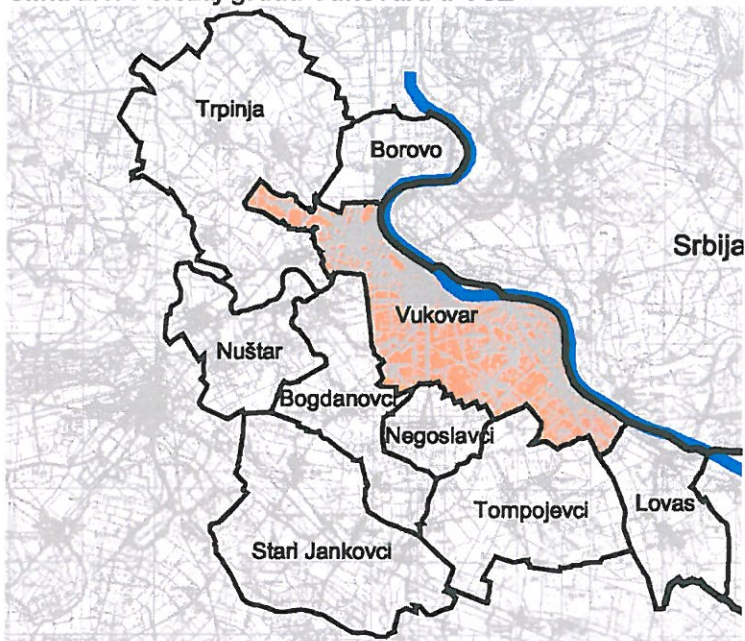 Trpinja
Borovo
Srbija
Vukovar
Nuštar
Bogdanovci
Negoslavci
Tompojevci
Lovas
Stari Jankovci